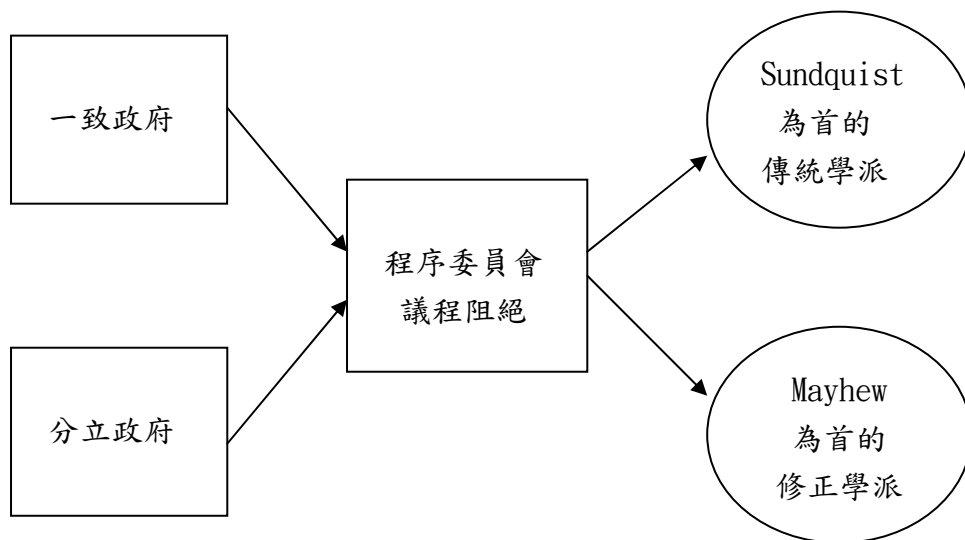 一致政府
分立政府
程序委員會
議程阻絕
Sundquist
為首的
傳統學派
Mayhew
為首的
修正學派